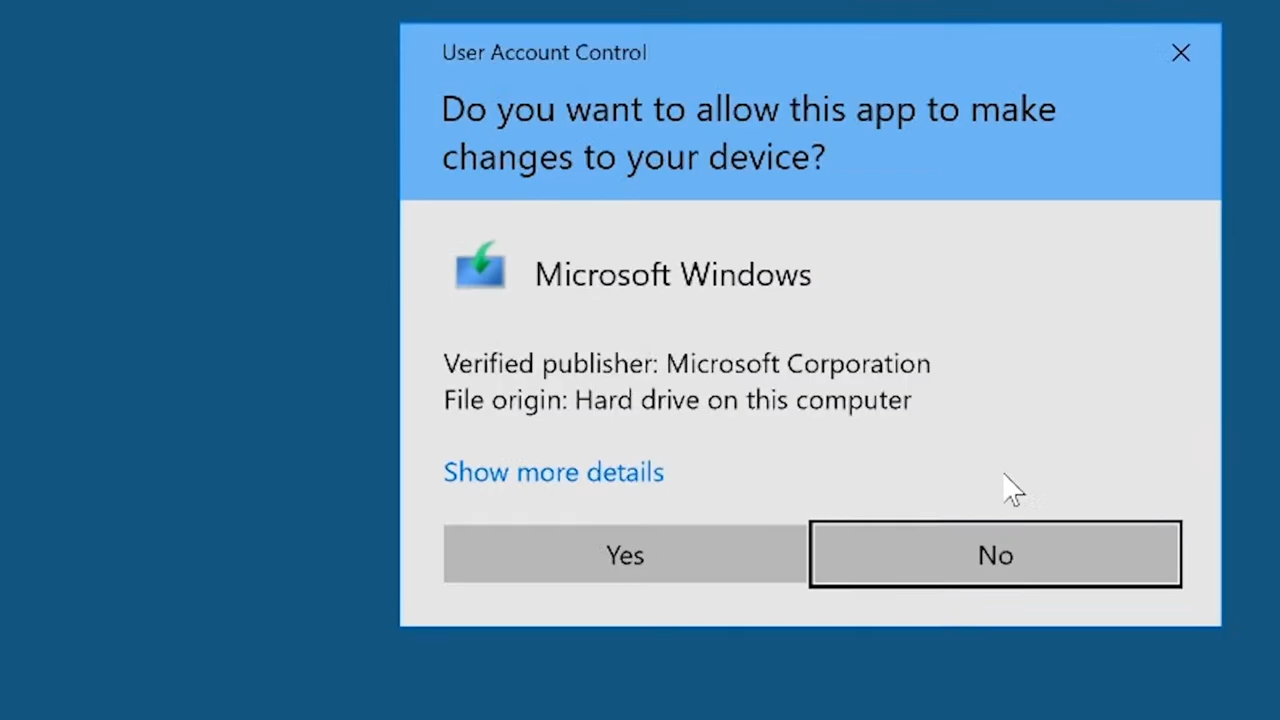 User Account Control
Do you want to allow this app to make
changes to your device?
Microsoft Windows
Verified publisher: Microsoft Corporation
File origin: Hard drive on this computer
Show more details
Yes
No